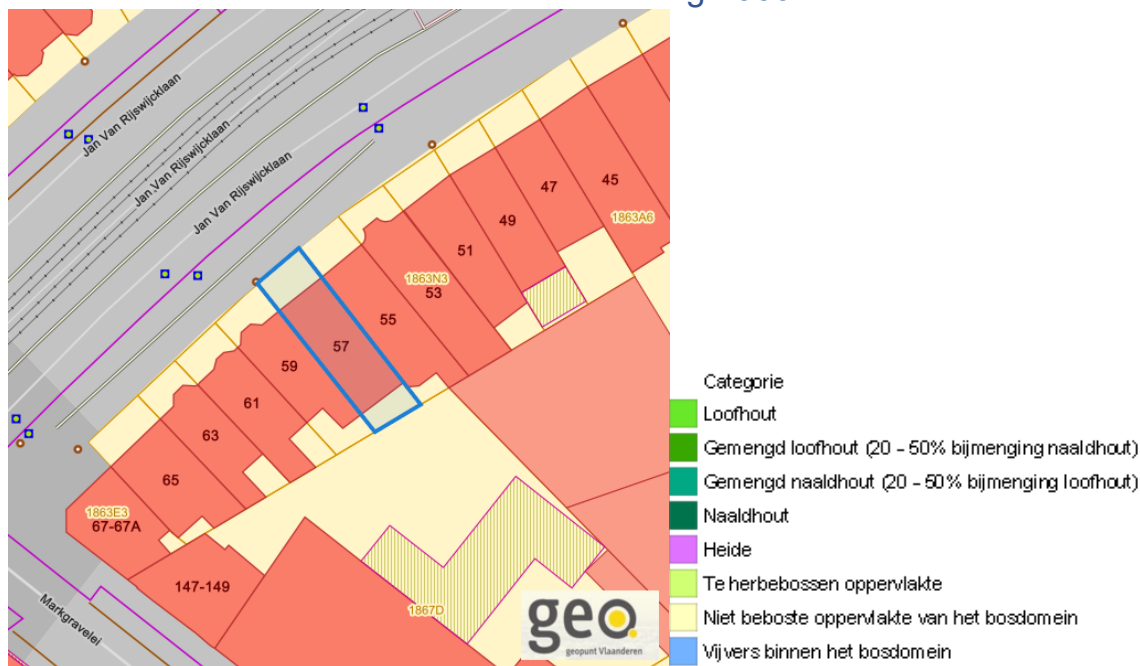 Jan Van Rijswijcklaan
Jan Van Rijswijcklaan
Jan Van Rijswijcklaan
45
1863A6
47
49
51
1863N3
53
55
57
59
61
63
65
1863E3
67-67A
147-149
1867D
Markgravelei
geo.
geopunt Vlaanderen
Categorie
Loofhout
Gemengd loofhout (20 - 50% bijmenging naaldhout)
Gemengd naaldhout (20 - 50% bijmenging loofhout)
Naaldhout
Heide
Te herbebossen oppervlakte
Niet beboste oppervlakte van het bosdomein
Vijvers binnen het bosdomein